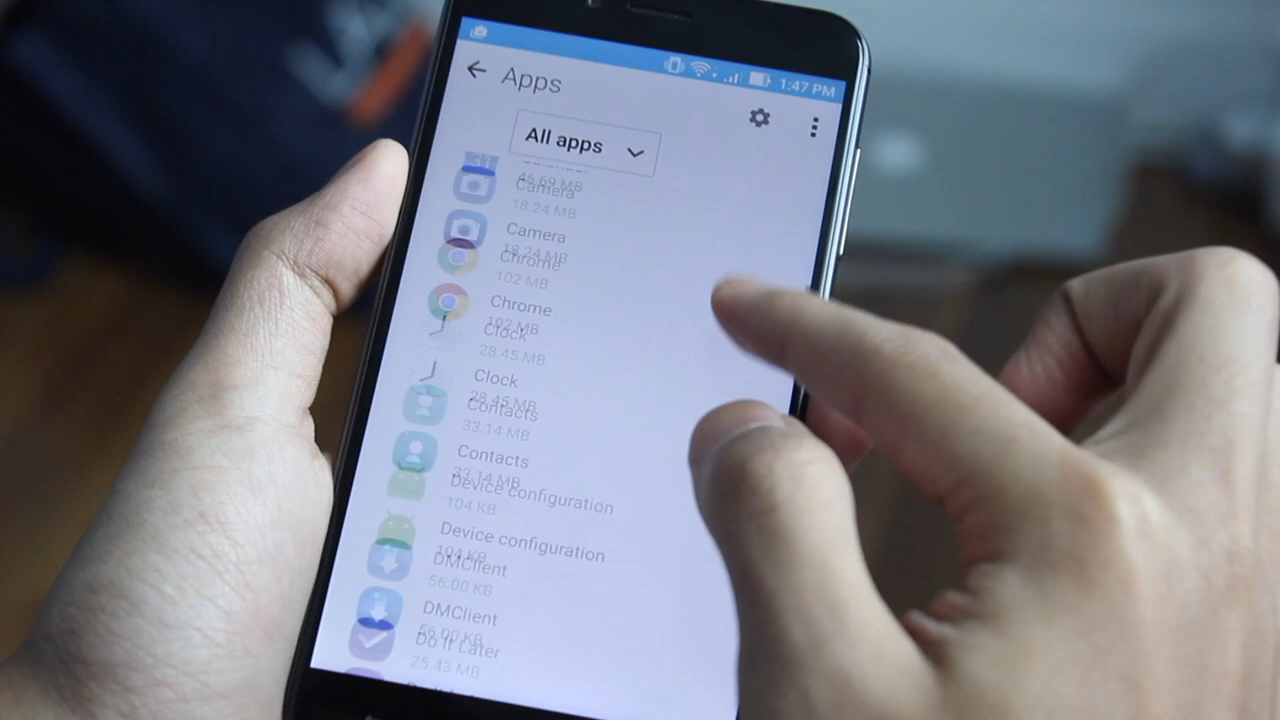 1:47 PM
Apps
All apps
31
46.69 MB
Camera
18.24 MB
Camera
18.24 MB
Chrome
102 MB
Chrome
102 MB
Clock
28.45 MB
Clock
28.45 MB
Contacts
33.14 MB
Contacts
33.14 MB
Device configuration
104 KB
Device configuration
104 KB
DMClient
56.00 KB
DMClient
56.00 KB
Do It Later
25.43 MB